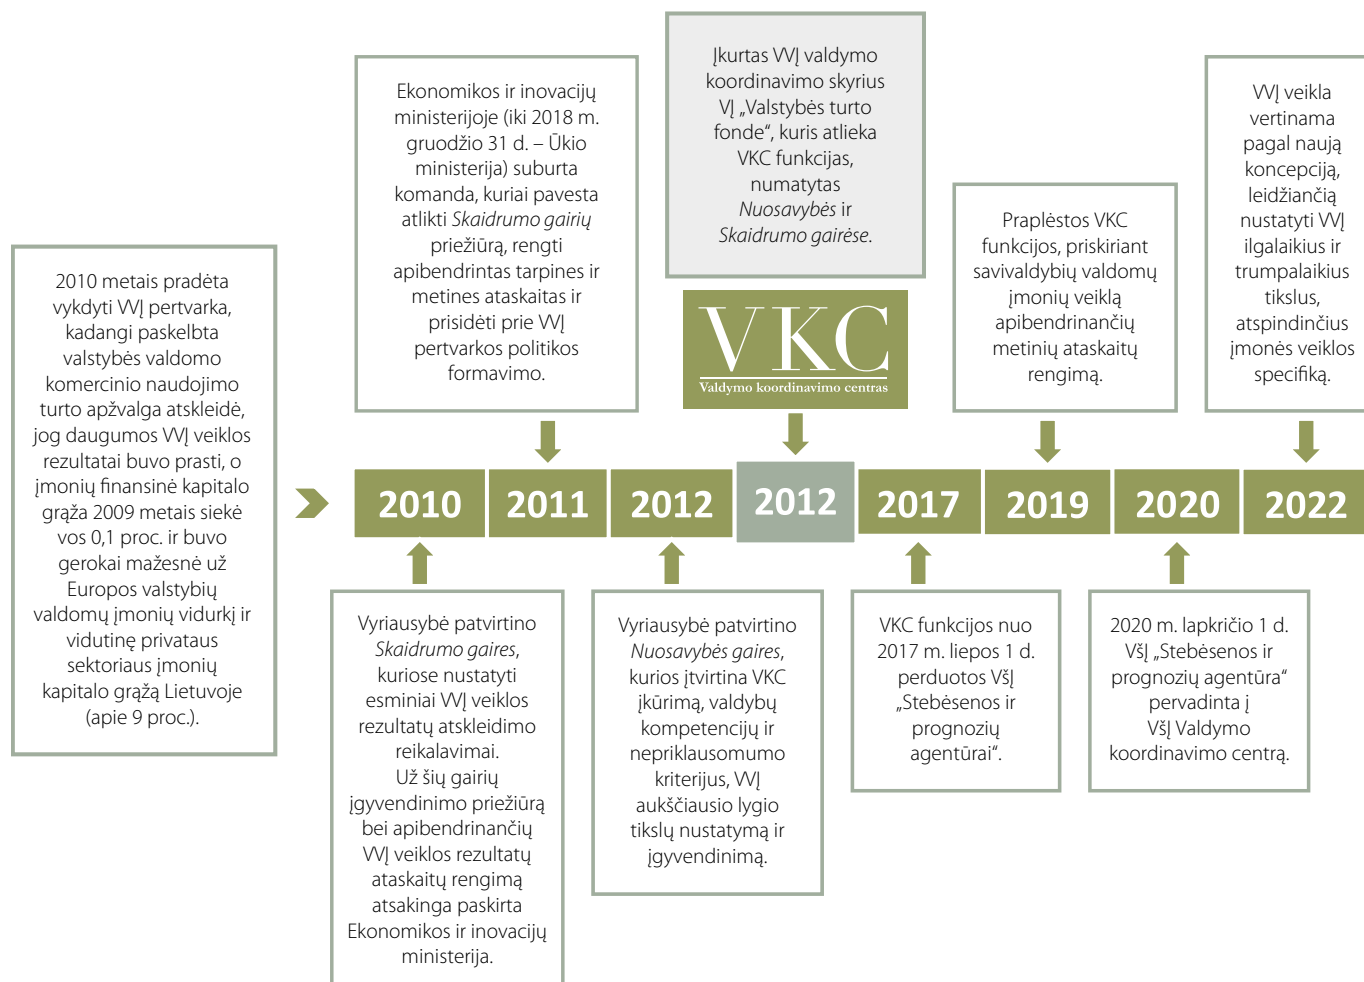 2010 metais pradėta
vykdyti VVĮ pertvarka,
kadangi paskelbta
valstybės valdomo
komercinio naudojimo
turto apžvalga atskleidė,
jog daugumos VVĮ veiklos
rezultatai buvo prasti, o
įmonių finansinė kapitalo
grąža 2009 metais siekė
vos 0,1 proc. ir buvo
gerokai mažesnė už
Europos valstybių
valdomų įmonių vidurkį ir
vidutinę privataus
sektoriaus įmonių
kapitalo grąžą Lietuvoje
(apie 9 proc.).
Ekonomikos ir inovacijų
ministerijoje (iki 2018 m.
gruodžio 31 d. – Ūkio
ministerija) suburta
komanda, kuriai pavesta
atlikti Skaidrumo gairių
priežiūrą, rengti
apibendrintas tarpines ir
metines ataskaitas ir
prisidėti prie VVĮ
pertvarkos politikos
formavimo.
Įkurtas VVĮ valdymo
koordinavimo skyrius
VĮ „Valstybės turto
fonde“, kuris atlieka
VKC funkcijas,
numatytas
Nuosavybės ir
Skaidrumo gairėse.
VKC
Valdymo koordinavimo centras
Praplėstos VKC
funkcijos, priskiriant
savivaldybių valdomų
įmonių veiklą
apibendrinančių
metinių ataskaitų
rengimą.
VVĮ veikla
vertinama
pagal naują
koncepciją,
leidžiančią
nustatyti VVĮ
ilgalaikius ir
trumpalaikius
tikslus,
atspindinčius
įmonės veiklos
specifiką.
2010 2011 2012 2012 2017 2019 2020 2022
Vyriausybė patvirtino
Skaidrumo gaires,
kuriose nustatyti
esminiai VVĮ veiklos
rezultatų atskleidimo
reikalavimai.
Už šių gairių
įgyvendinimo priežiūrą
bei apibendrinančių
VVĮ veiklos rezultatų
ataskaitų rengimą
atsakinga paskirta
Ekonomikos ir inovacijų
ministerija.
Vyriausybė patvirtino
Nuosavybės gaires,
kurios įtvirtina VKC
įkūrimą, valdybų
kompetencijų ir
nepriklausomumo
kriterijus, VVĮ
aukščiausio lygio
tikslų nustatymą ir
įgyvendinimą.
VKC funkcijos nuo
2017 m. liepos 1 d.
perduotos VšĮ
„Stebėsenos ir
prognozių
agentūrai“.
2020 m. lapkričio 1 d.
VšĮ „Stebėsenos ir
prognozių agentūra“
pervadinta į
VšĮ Valdymo
koordinavimo centrą.